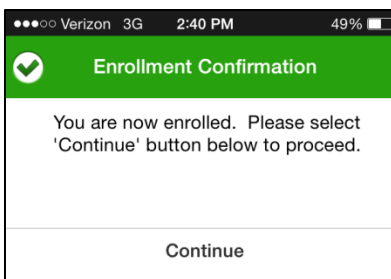 Verizon 3G 2:40 PM 49%
Enrollment Confirmation
You are now enrolled. Please select
'Continue' button below to proceed.
Continue